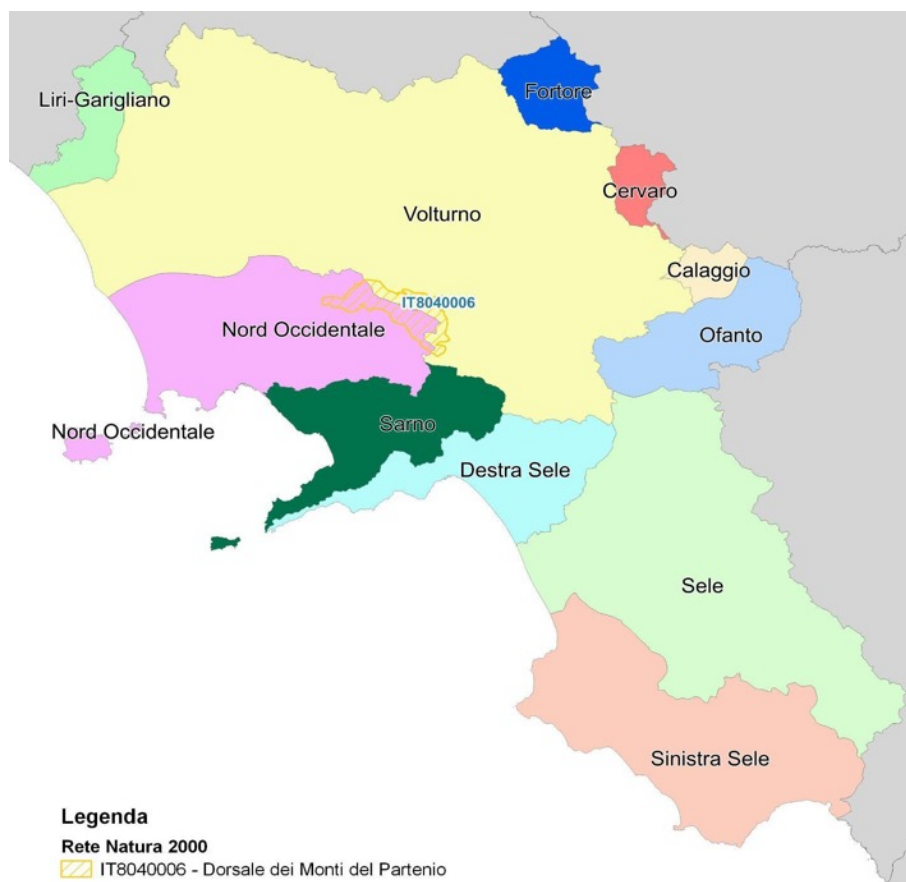 Fortore
Liri-Garigliano
Cervaro
Volturno
Calaggio
IT8040006
Nord Occidentale
Ofanto
Sarno
Nord Occidentale
Destra Sele
Sele
Sinistra Sele
Legenda
Rete Natura 2000
IT8040006 - Dorsale dei Monti del Partenio